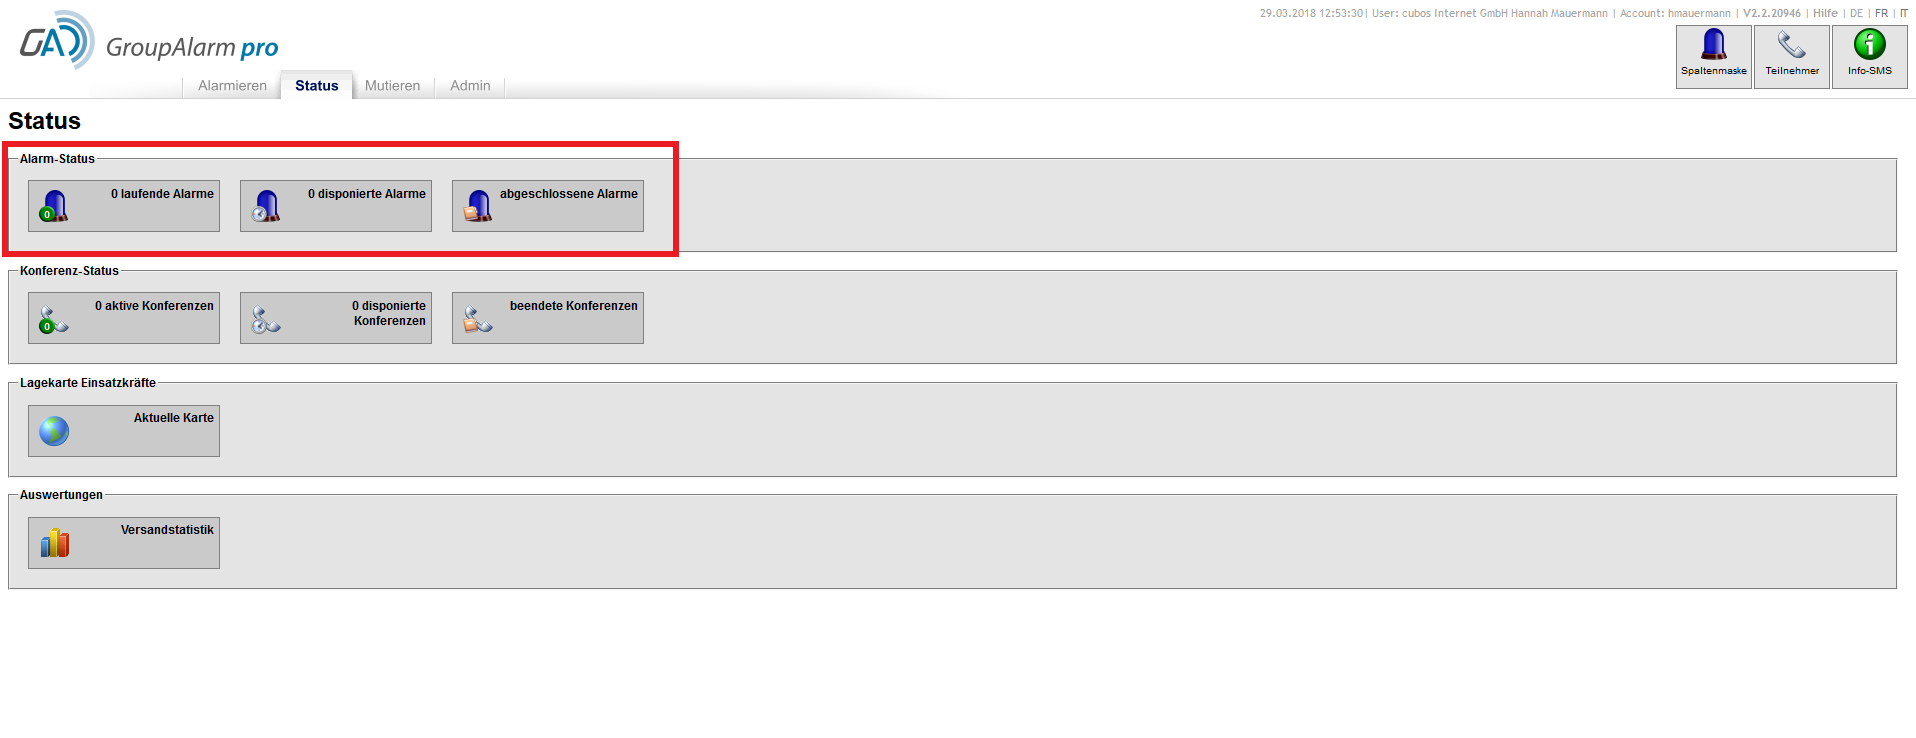 29.03.2018 12:53:30| User: cubos Internet GmbH Hannah Mauermann | Account: hmauermann | V2.2.20946 | Hilfe | DE | FR | IT
GA GroupAlarm pro
Spaltenmaske Teilnehmer Info-SMS
Alarmieren Status Mutieren Admin
Status
Alarm-Status
0 laufende Alarme
0
0 disponierte Alarme
abgeschlossene Alarme
Konferenz-Status
0 aktive Konferenzen
0
0 disponierte
Konferenzen
beendete Konferenzen
Lagekarte Einsatzkräfte
Aktuelle Karte
Auswertungen
Versandstatistik